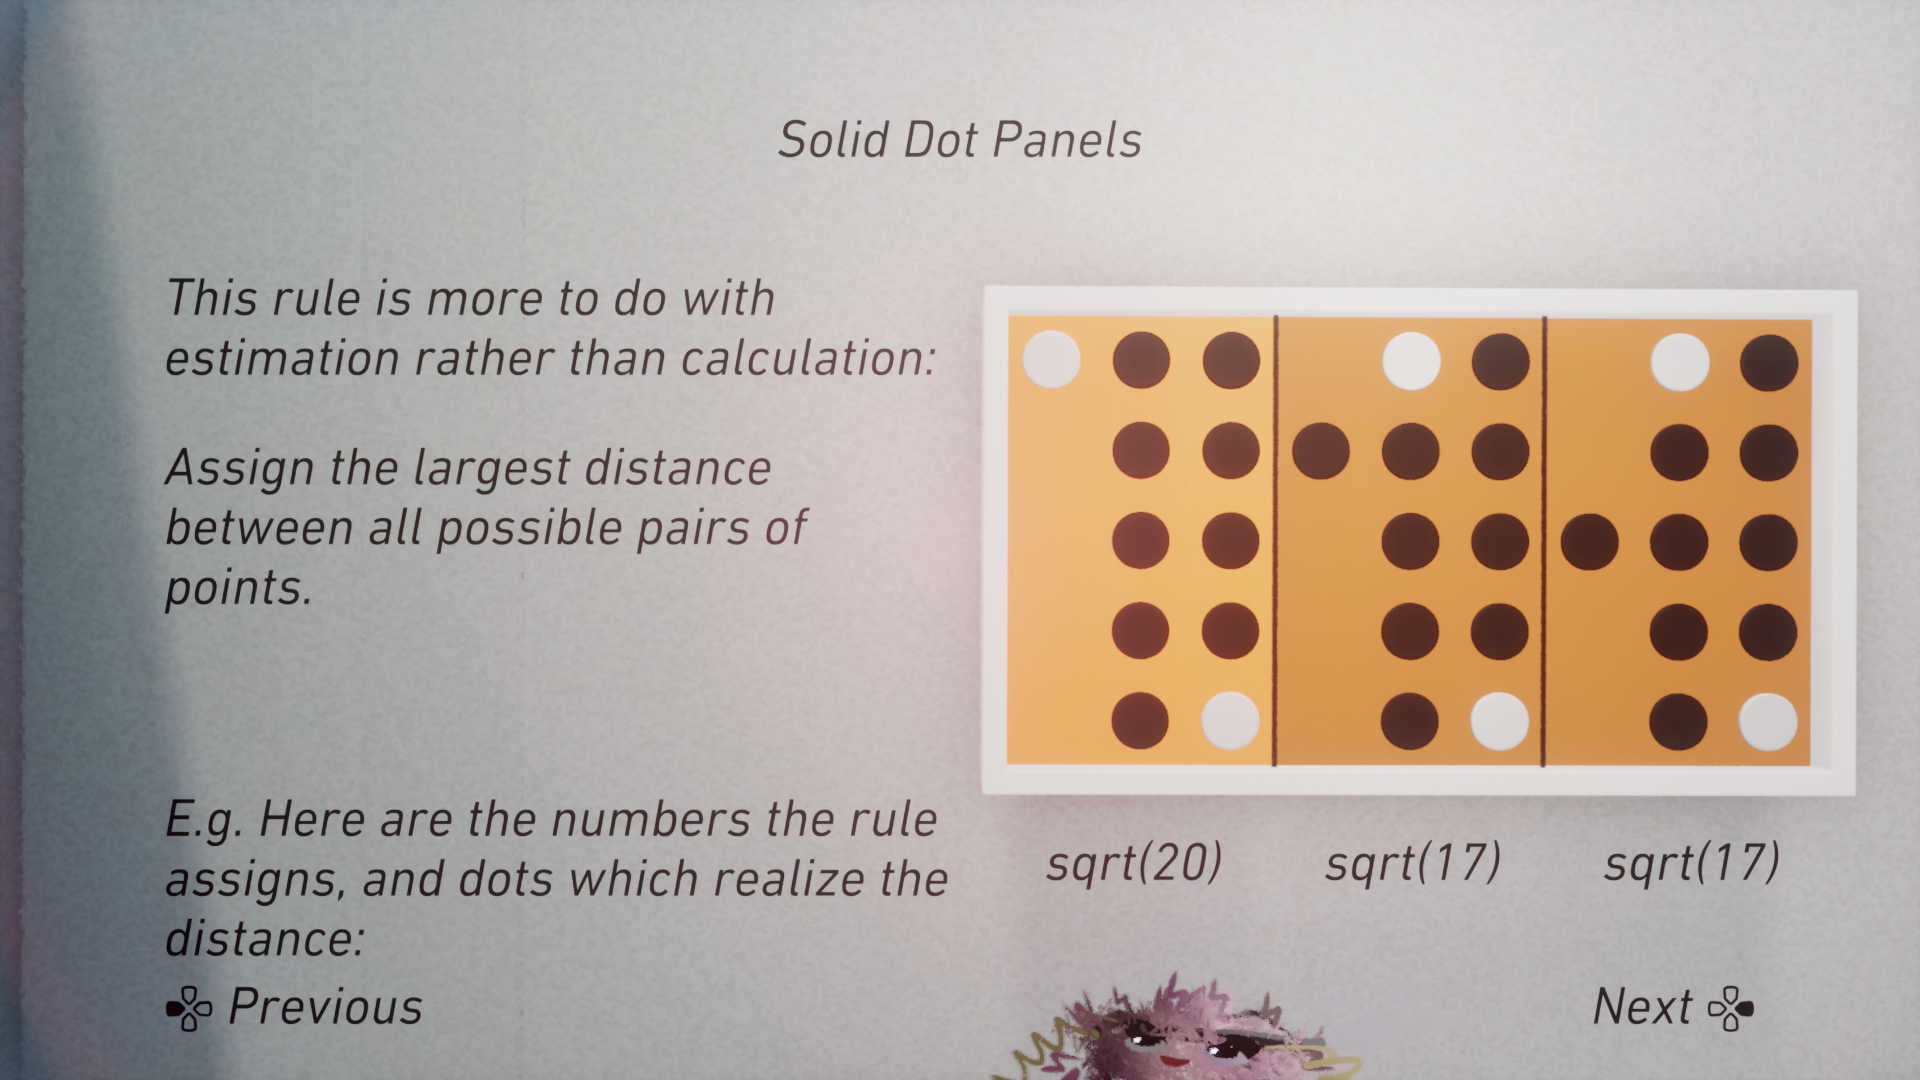 Solid Dot Panels
This rule is more to do with
estimation rather than calculation:
Assign the largest distance
between all possible pairs of
points.
E.g. Here are the numbers the rule
assigns, and dots which realize the
distance:
sqrt(20)
sqrt(17)
sqrt(17)
Previous
Next